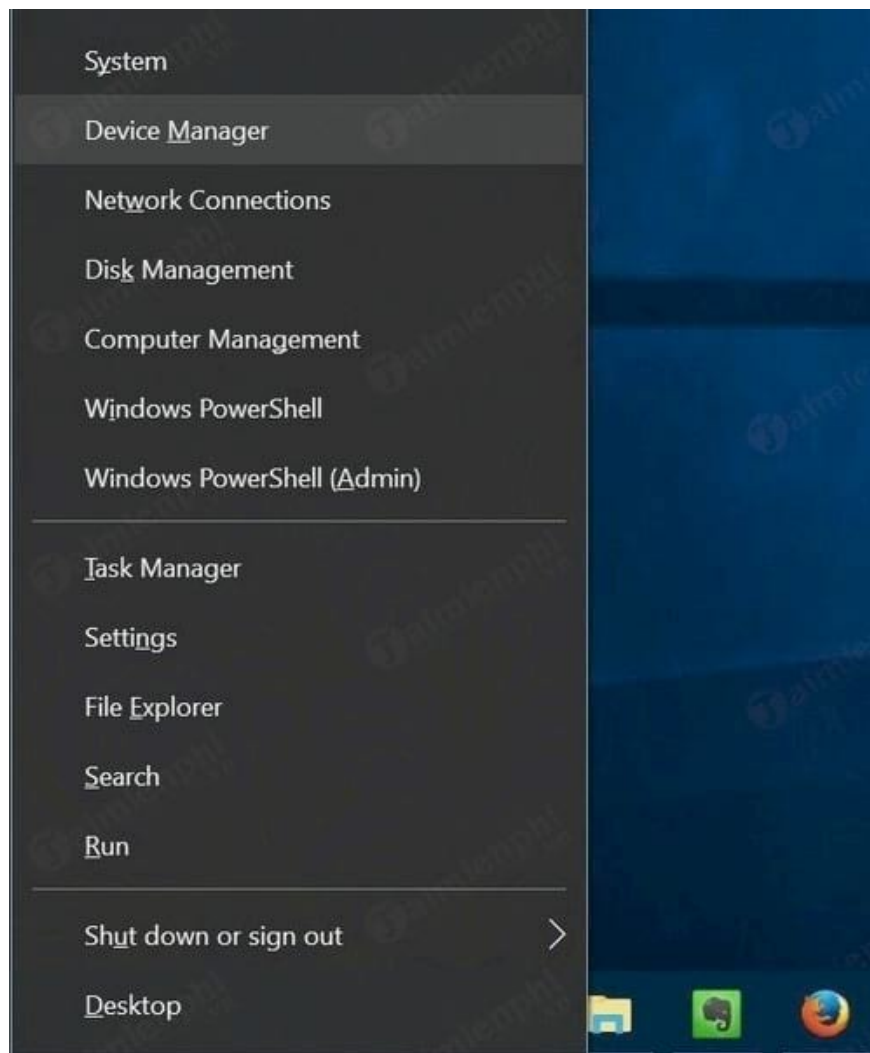 System
Device Manager
Network Connections
Disk Management
Computer Management
Windows PowerShell
Windows PowerShell (Admin)
Task Manager
Settings
File Explorer
Search
Run
Shut down or sign out
Desktop